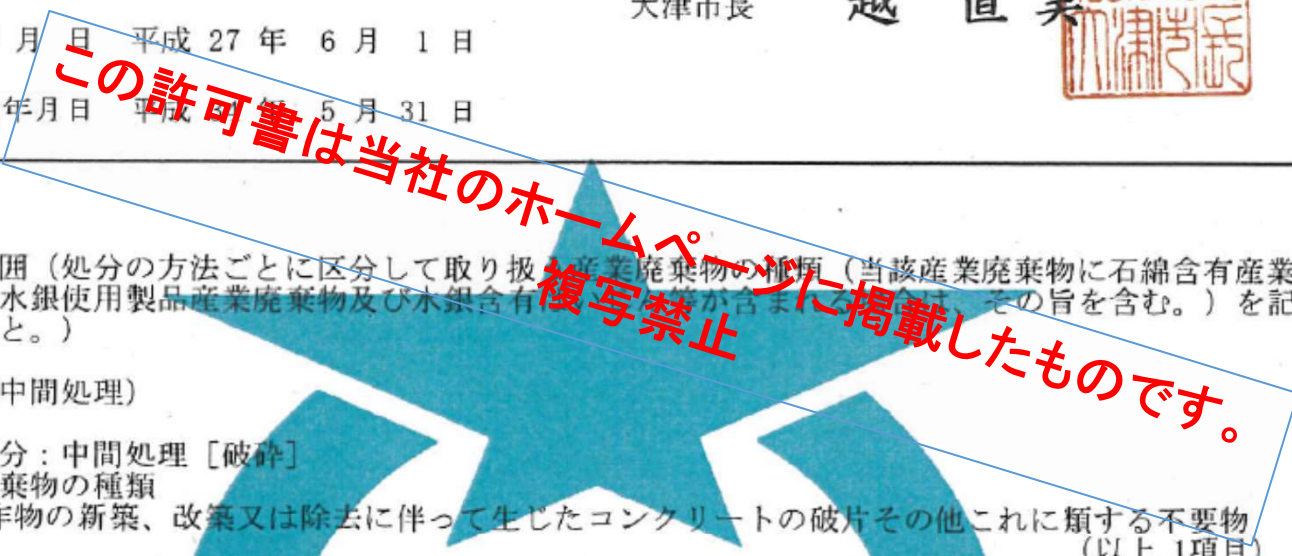 大津市長 越 直美
月 日 平成 27 年 6 月 1 日
年月日 平成 34 年 5 月 31 日
この許可書は当社のホームページに掲載したものです。
複写禁止
囲(処分の方法ごとに区分して取り扱う産業廃棄物の種類(当該産業廃棄物に石綿含有産業
水銀使用製品産業廃棄物及び水銀含有ば 等が含まれる場合は、その旨を含む。)を記
と。)
中間処理)
分:中間処理[破砕]
棄物の種類
作物の新築、改築又は除去に伴って生じたコンクリートの破片その他これに類する不要物
(以上 1項目)